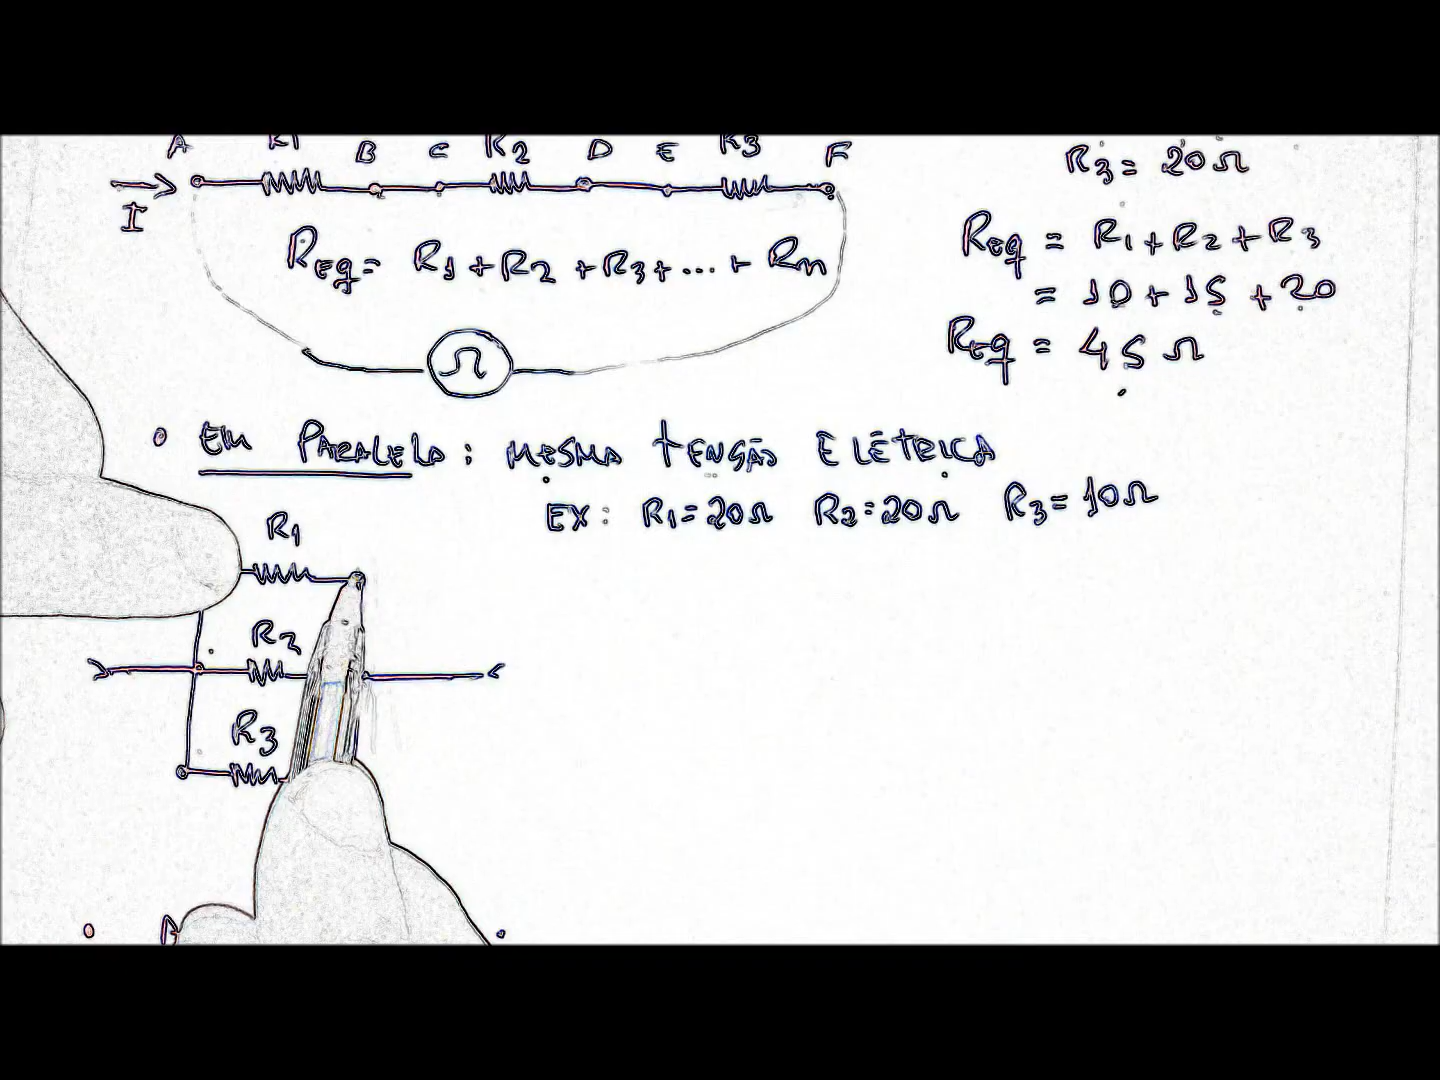 A R1 B C R2 D E R3 F
I
REq = R1 + R2 + R3 + ... + Rn
Ω
R3 = 20Ω
REq = R1 + R2 + R3
= 10 + 15 + 20
REq = 45 Ω
Em PARALELO: MESMA TENSÃO ELÉTRICA
EX: R1=20Ω R2=20Ω R3=10Ω
R1
R2
R3